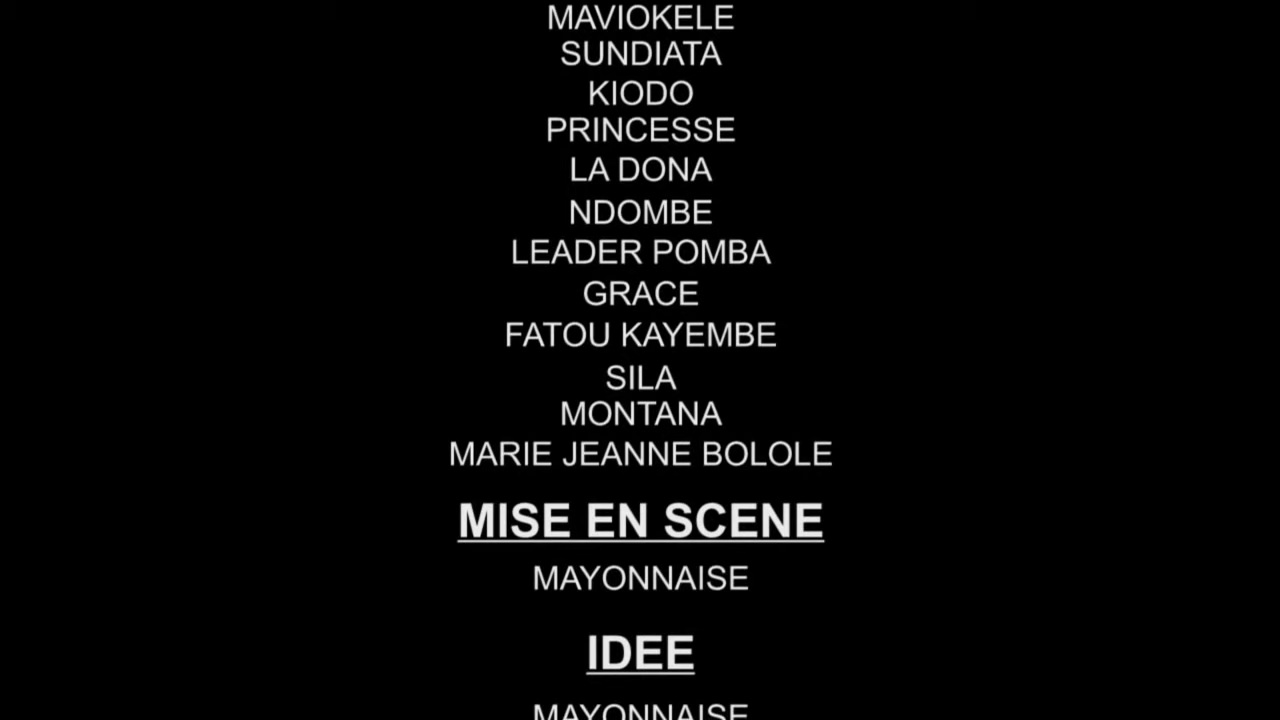 MAVIOKELE
SUNDIATA
KIODO
PRINCESSE
LA DONA
NDOMBE
LEADER POMBA
GRACE
FATOU KAYEMBE
SILA
MONTANA
MARIE JEANNE BOLOLE
MISE EN SCENE
MAYONNAISE
IDEE
MAYONNAISE